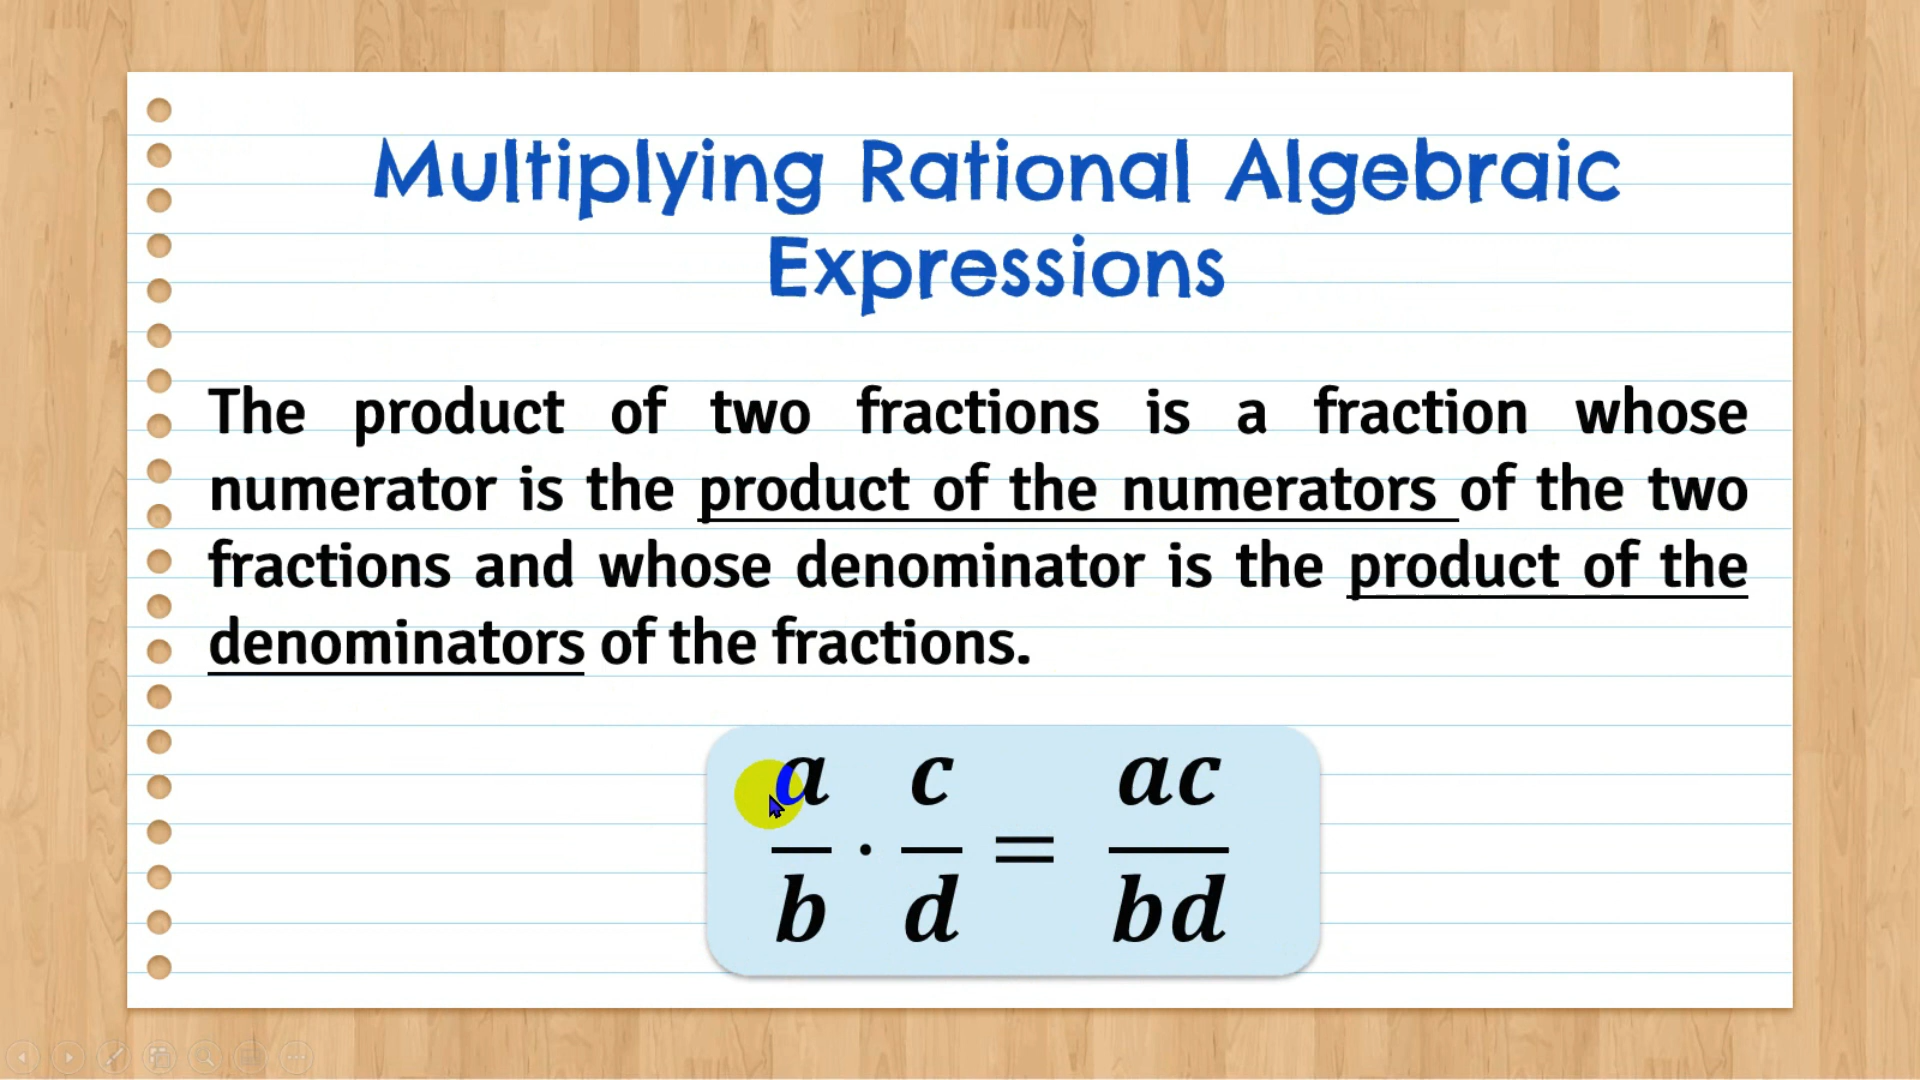 Multiplying Rational Algebraic
Expressions
The product of two fractions is a fraction whose
numerator is the product of the numerators of the two
fractions and whose denominator is the product of the
denominators of the fractions.
a/b · c/d = ac/bd